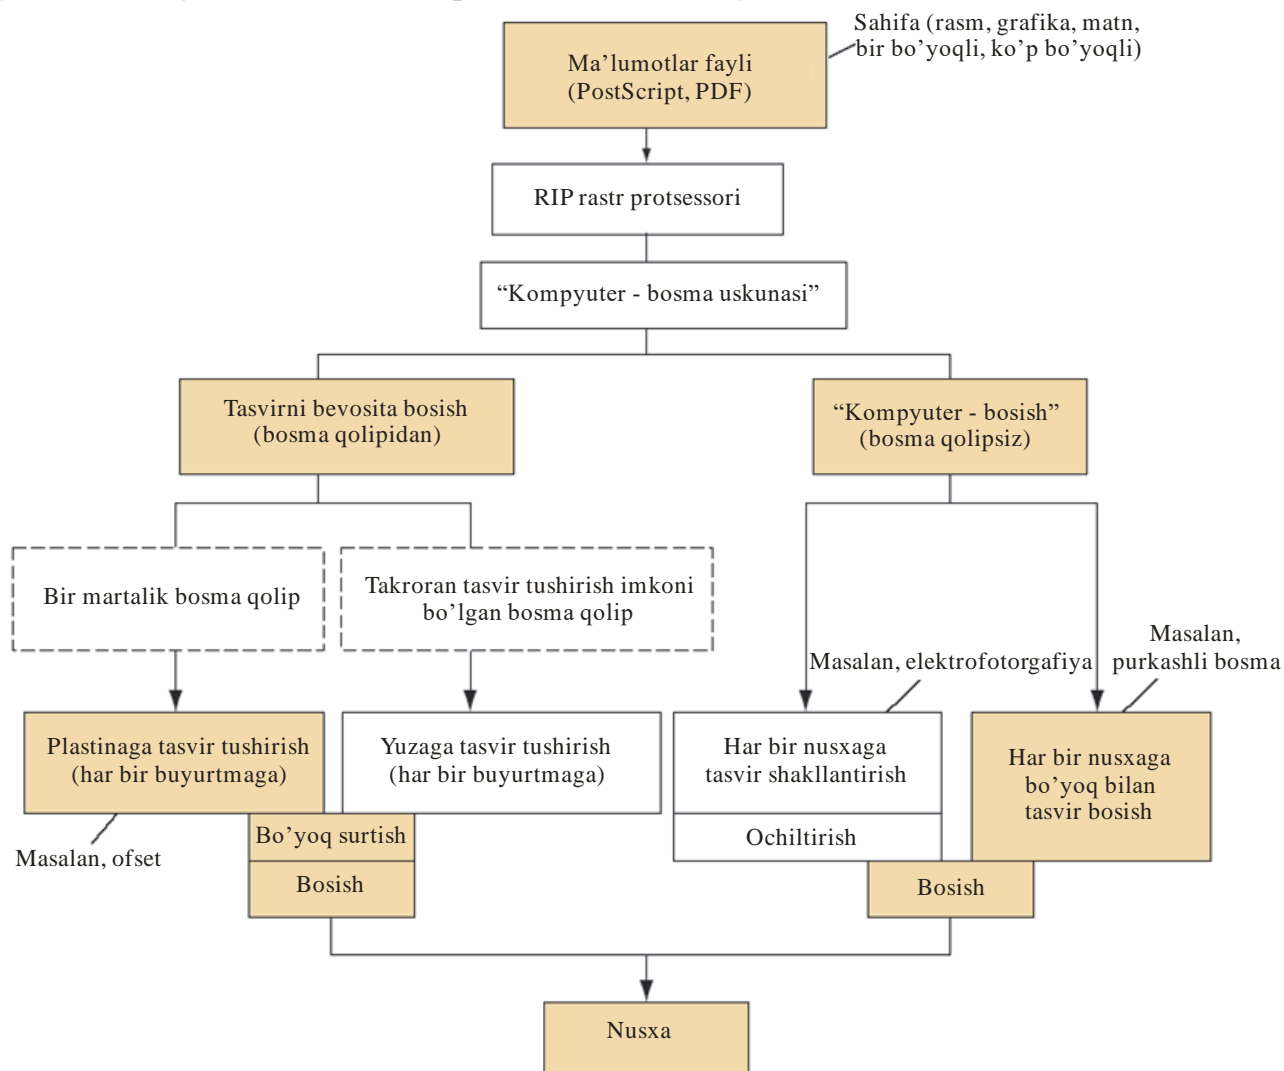 Sahifa (rasm, grafika, matn,
bir bo’yoqli, ko’p bo’yoqli)
Ma’lumotlar fayli
(PostScript, PDF)
RIP rastr protsessori
“Kompyuter - bosma uskunasi”
Tasvirni bevosita bosish
(bosma qolipidan)
“Kompyuter - bosish”
(bosma qolipsiz)
Bir martalik bosma qolip
Takroran tasvir tushirish imkoni
bo’lgan bosma qolip
Masalan, elektrofotorgafiya
Masalan,
purkashli bosma
Plastinaga tasvir tushirish
(har bir buyurtmaga)
Yuzaga tasvir tushirish
(har bir buyurtmaga)
Har bir nusxaga
tasvir shakllantirish
Har bir nusxaga
bo’yoq bilan
tasvir bosish
Masalan, ofset
Bo’yoq surtish
Bosish
Ochiltirish
Bosish
Nusxa